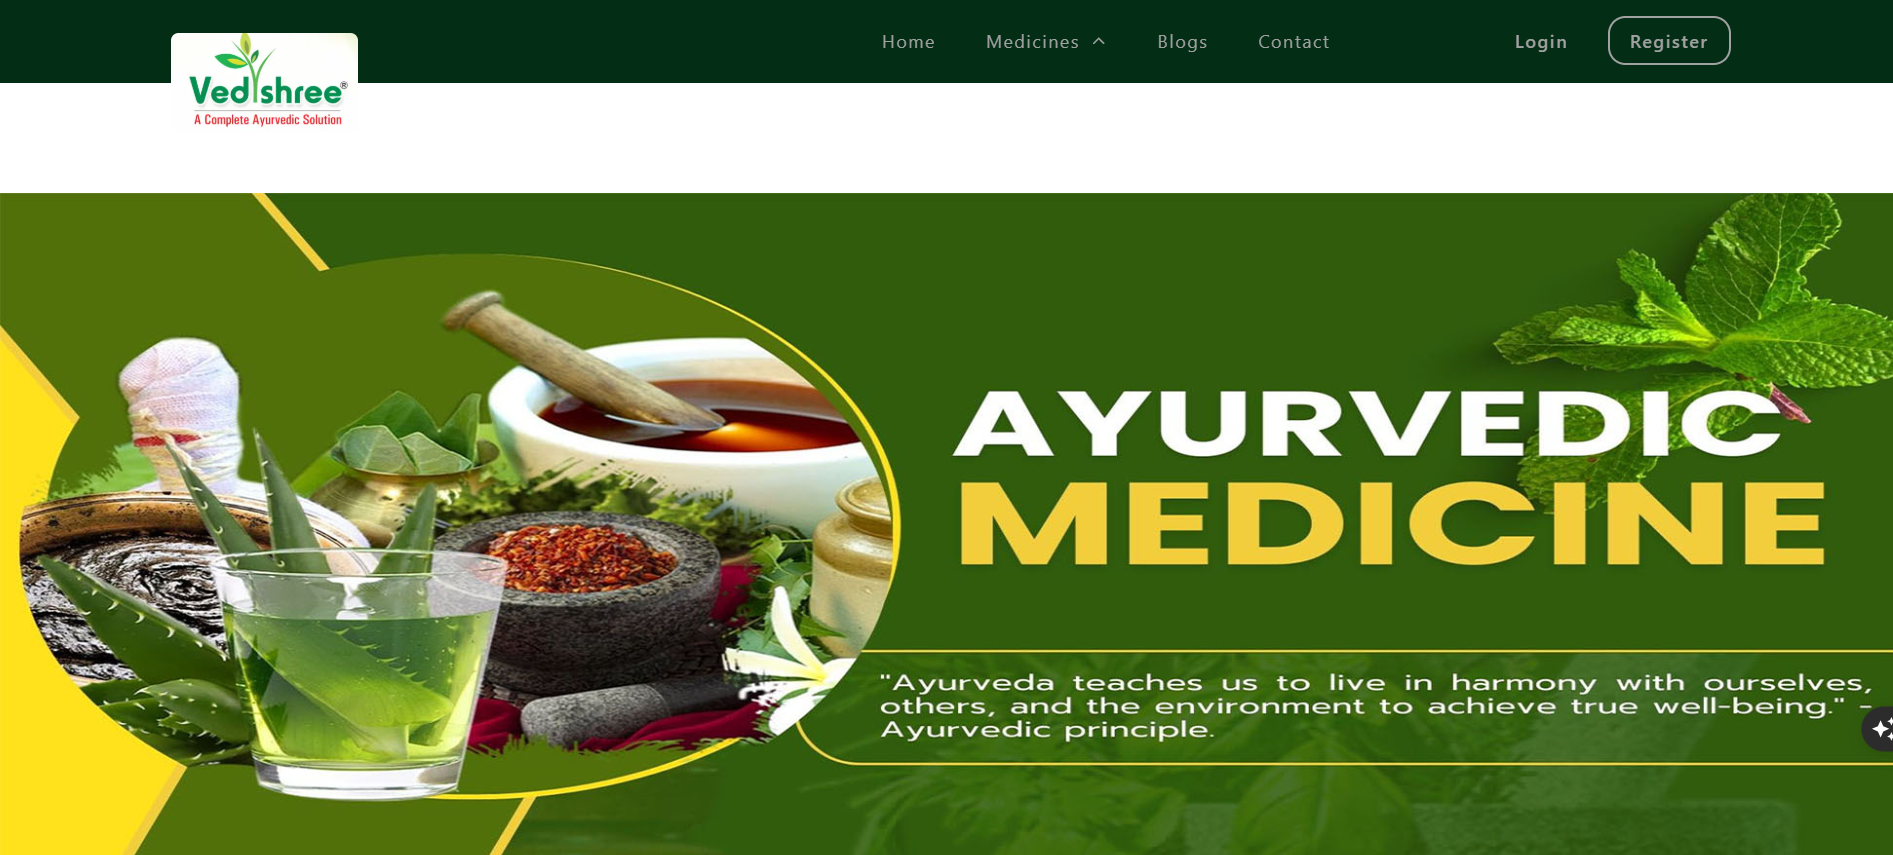 Home Medicines Blogs Contact Login Register
Vedishree®
A Complete Ayurvedic Solution
AYURVEDIC
MEDICINE
"Ayurveda teaches us to live in harmony with ourselves,
others, and the environment to achieve true well-being." -
Ayurvedic principle.